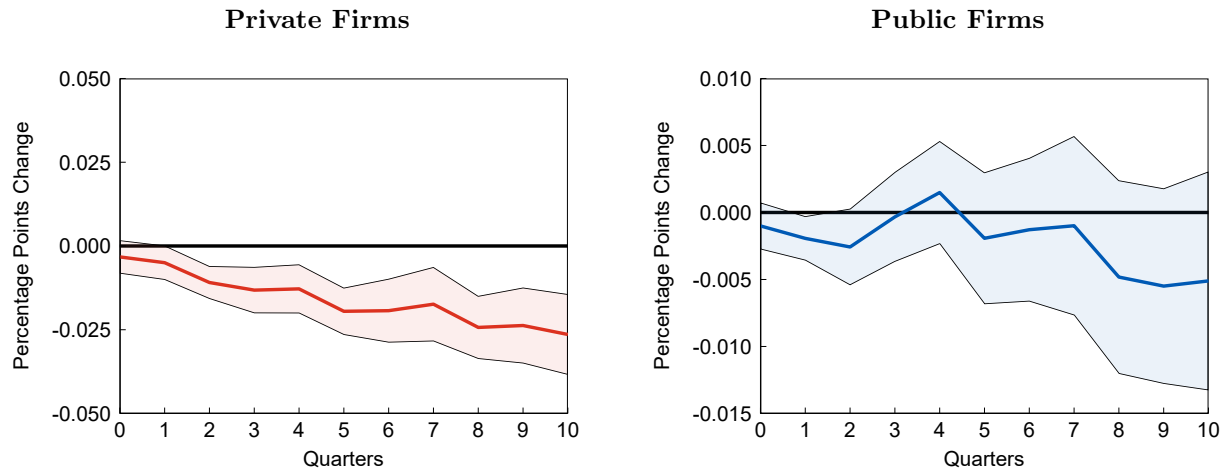 Private Firms
Percentage Points Change
0.050
0.025
0.000
-0.025
-0.050
0 1 2 3 4 5 6 7 8 9 10
Quarters
Public Firms
Percentage Points Change
0.010
0.005
0.000
-0.005
-0.010
-0.015
0 1 2 3 4 5 6 7 8 9 10
Quarters